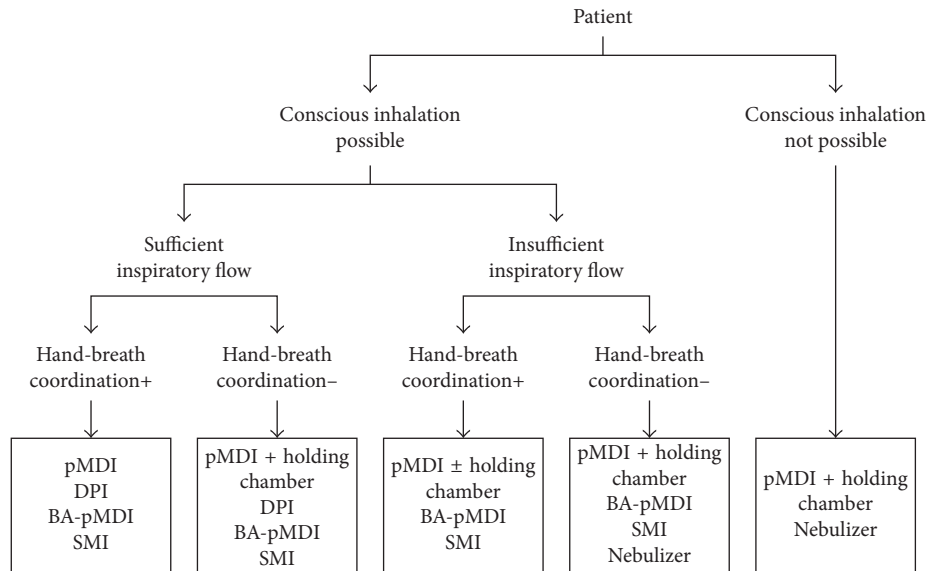 Patient
Conscious inhalation
possible
Conscious inhalation
not possible
Sufficient
inspiratory flow
Insufficient
inspiratory flow
Hand-breath
coordination+
Hand-breath
coordination–
Hand-breath
coordination+
Hand-breath
coordination–
pMDI
DPI
BA-pMDI
SMI
pMDI + holding
chamber
DPI
BA-pMDI
SMI
pMDI ± holding
chamber
BA-pMDI
SMI
pMDI + holding
chamber
BA-pMDI
SMI
Nebulizer
pMDI + holding
chamber
Nebulizer